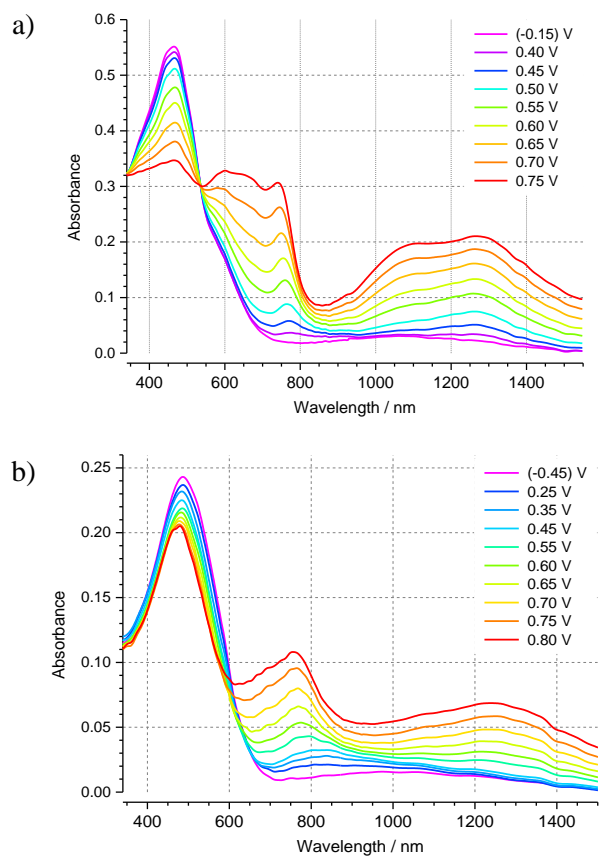 a)
0.6
0.5
0.4
0.3
0.2
0.1
0.0
Absorbance
400 600 800 1000 1200 1400
Wavelength / nm
(-0.15) V
0.40 V
0.45 V
0.50 V
0.55 V
0.60 V
0.65 V
0.70 V
0.75 V
b)
0.25
0.20
0.15
0.10
0.05
0.00
Absorbance
400 600 800 1000 1200 1400
Wavelength / nm
(-0.45) V
0.25 V
0.35 V
0.45 V
0.55 V
0.60 V
0.65 V
0.70 V
0.75 V
0.80 V